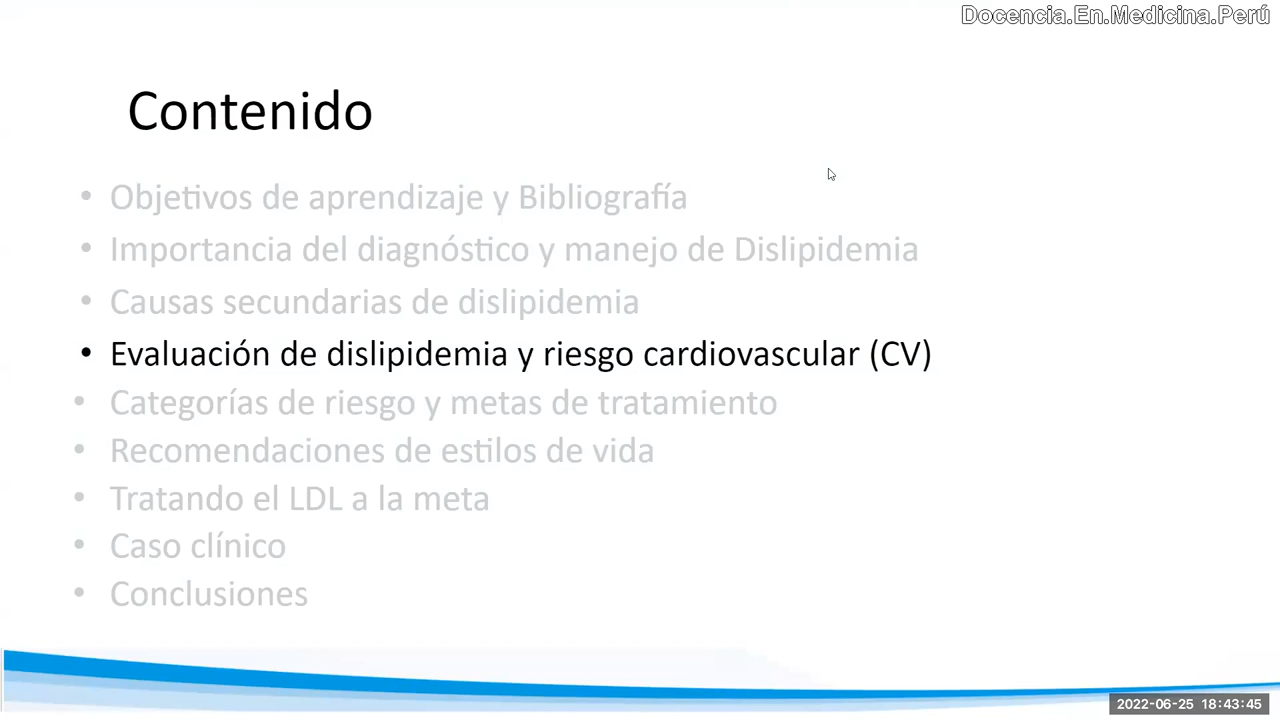 Docencia.En.Medicina.Perú
Contenido
• Objetivos de aprendizaje y Bibliografía
• Importancia del diagnóstico y manejo de Dislipidemia
• Causas secundarias de dislipidemia
• Evaluación de dislipidemia y riesgo cardiovascular (CV)
• Categorías de riesgo y metas de tratamiento
• Recomendaciones de estilos de vida
• Tratando el LDL a la meta
• Caso clínico
• Conclusiones
2022-06-25 18:43:45